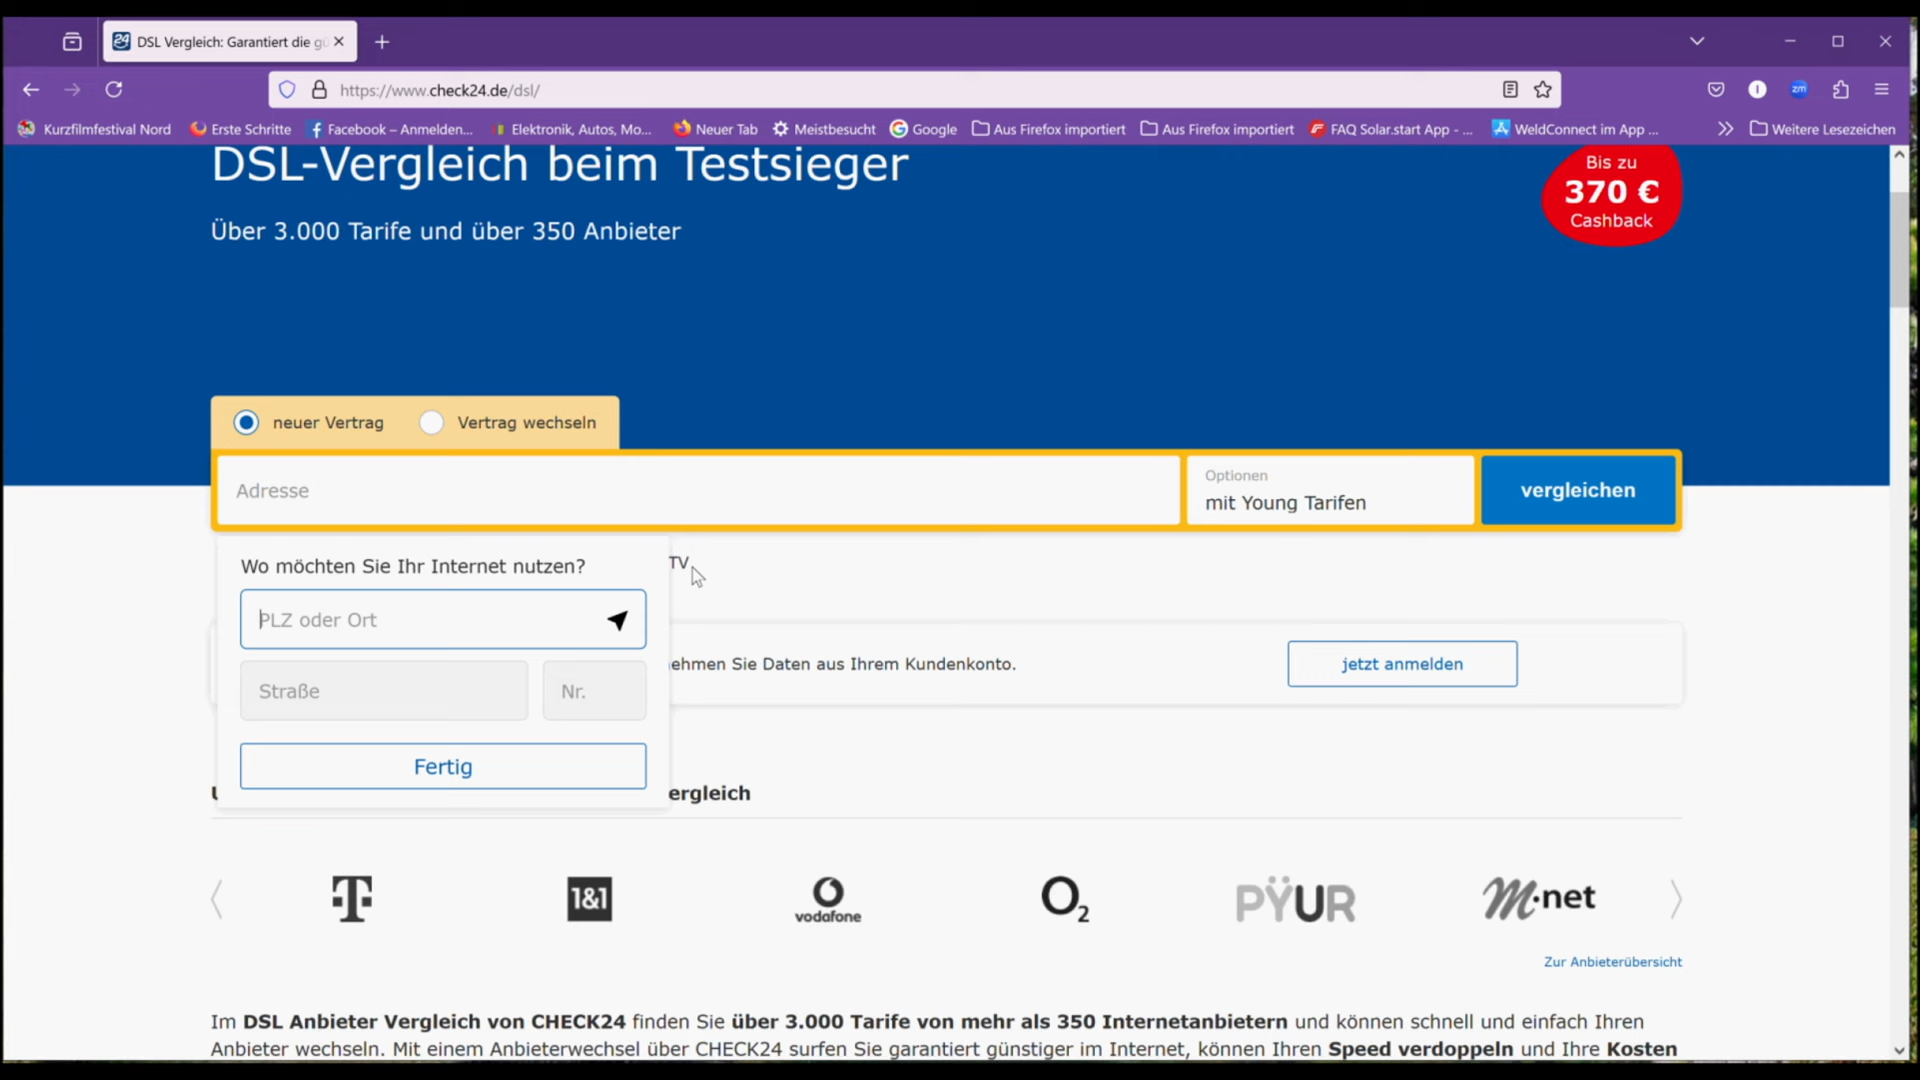 DSL Vergleich: Garantiert die gü
https://www.check24.de/dsl/
zm
Kurzfilmfestival Nord
Erste Schritte
Facebook – Anmelden...
Elektronik, Autos, Mo...
Neuer Tab
Meistbesucht
Google
Aus Firefox importiert
Aus Firefox importiert
FAQ Solar.start App - ...
WeldConnect im App ...
Weitere Lesezeichen
DSL-Vergleich beim Testsieger
Über 3.000 Tarife und über 350 Anbieter
Bis zu
370 €
Cashback
neuer Vertrag
Vertrag wechseln
Adresse
Optionen
mit Young Tarifen
vergleichen
Wo möchten Sie Ihr Internet nutzen?
TV
PLZ oder Ort
ehmen Sie Daten aus Ihrem Kundenkonto.
jetzt anmelden
Straße
Nr.
Fertig
ergleich
T
1&1
vodafone
O2
PŸUR
M·net
Zur Anbieterübersicht
Im DSL Anbieter Vergleich von CHECK24 finden Sie über 3.000 Tarife von mehr als 350 Internetanbietern und können schnell und einfach Ihren
Anbieter wechseln. Mit einem Anbieterwechsel über CHECK24 surfen Sie garantiert günstiger im Internet, können Ihren Speed verdoppeln und Ihre Kosten